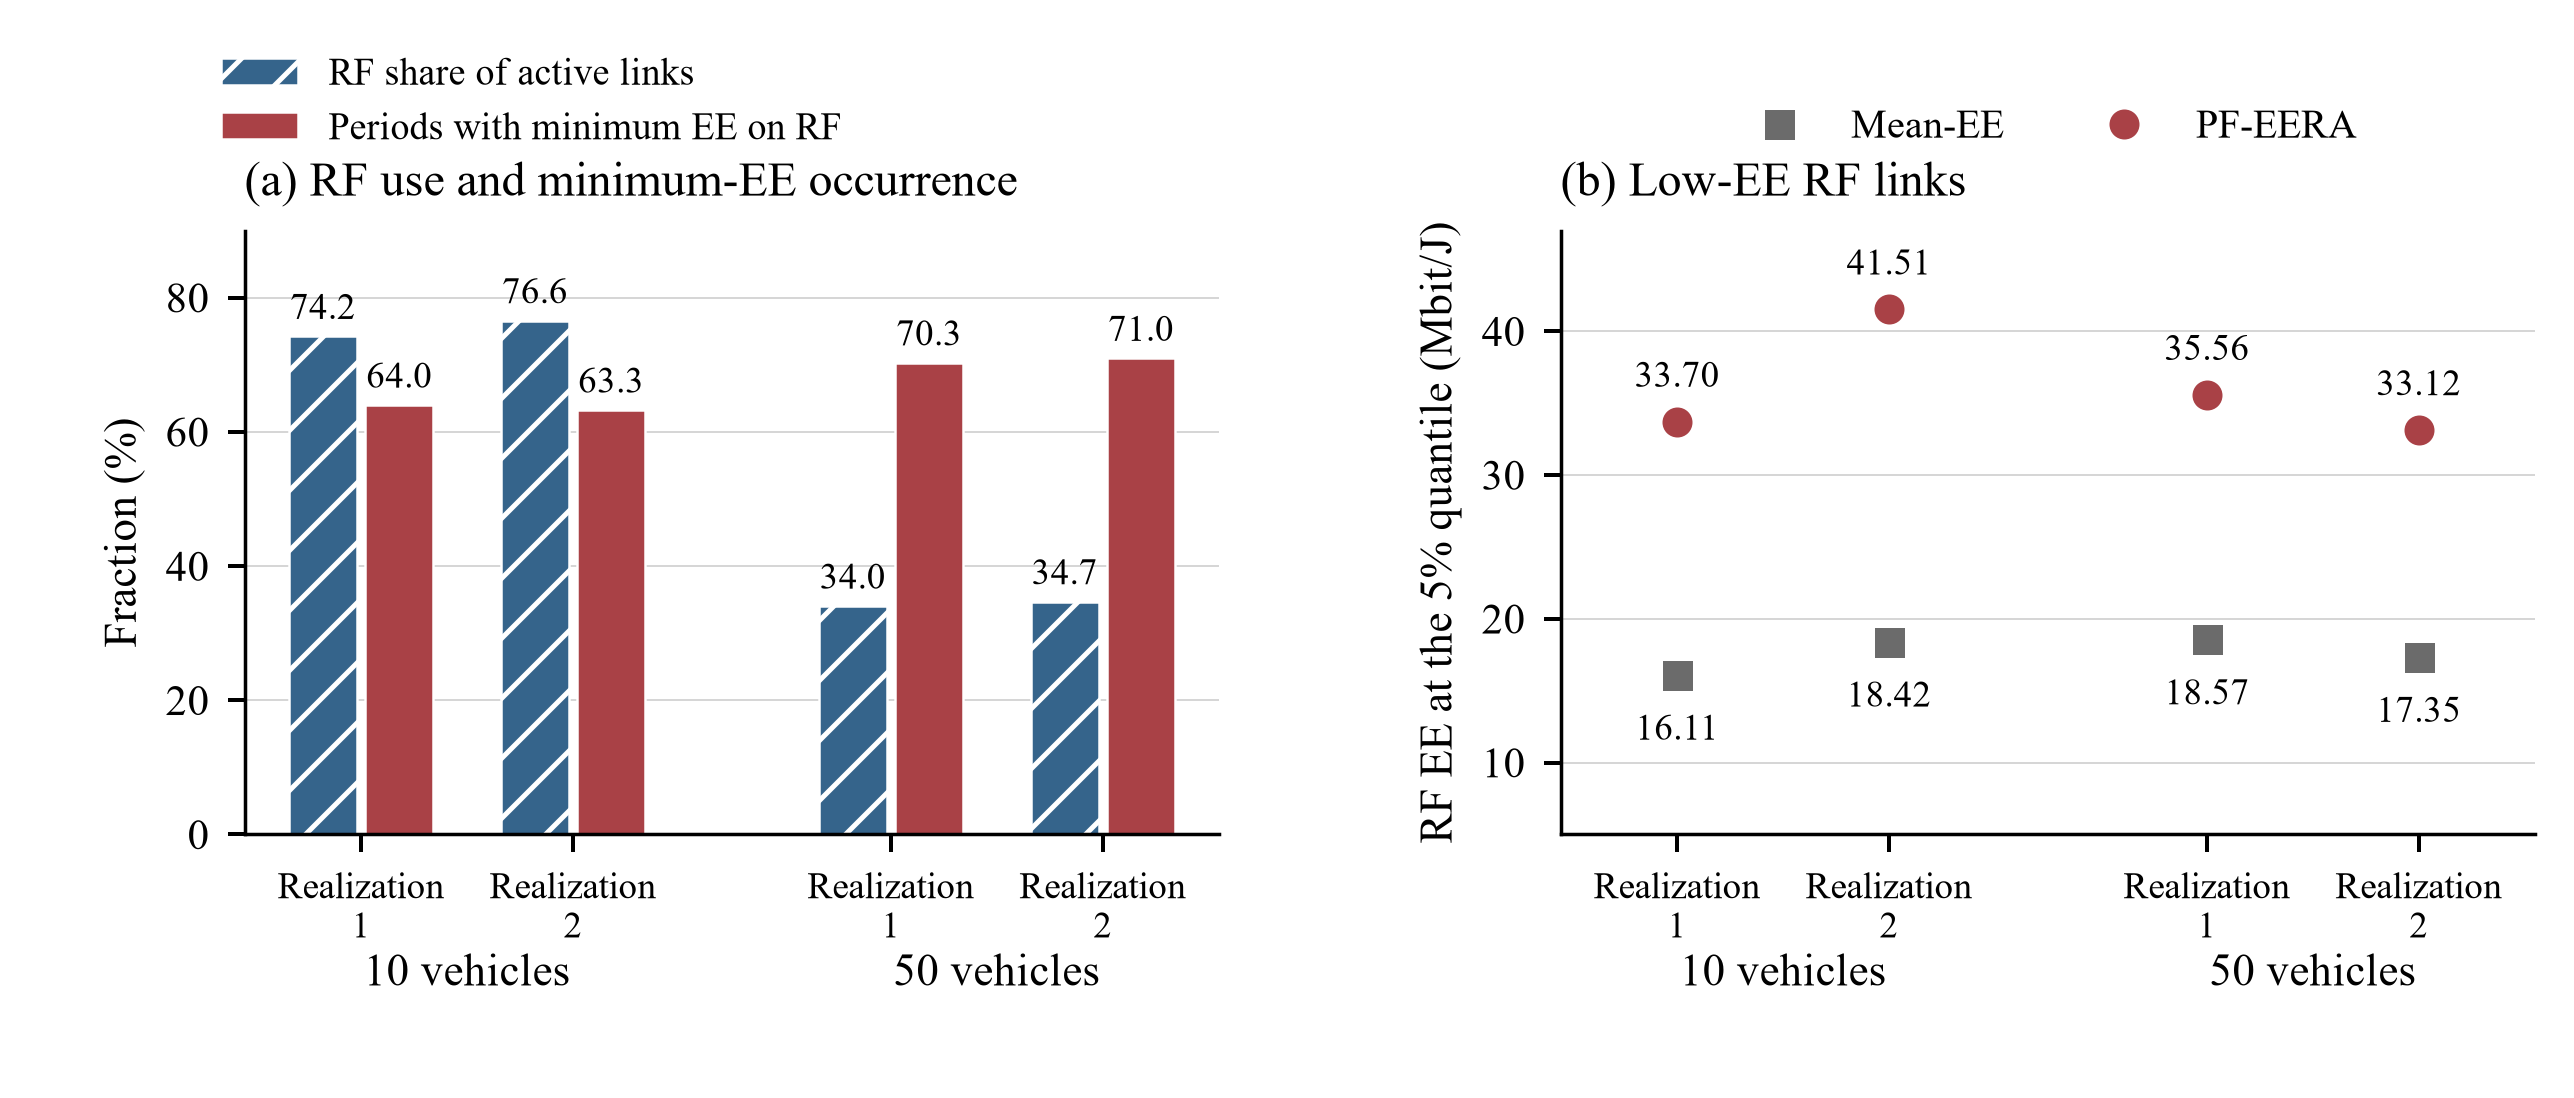 RF share of active links
Periods with minimum EE on RF
(a) RF use and minimum-EE occurrence
Fraction (%)
80
60
40
20
0
74.2
64.0
76.6
63.3
34.0
70.3
34.7
71.0
Realization
1
Realization
2
Realization
1
Realization
2
10 vehicles
50 vehicles
Mean-EE
PF-EERA
(b) Low-EE RF links
RF EE at the 5% quantile (Mbit/J)
40
30
20
10
33.70
41.51
35.56
33.12
16.11
18.42
18.57
17.35
Realization
1
Realization
2
Realization
1
Realization
2
10 vehicles
50 vehicles